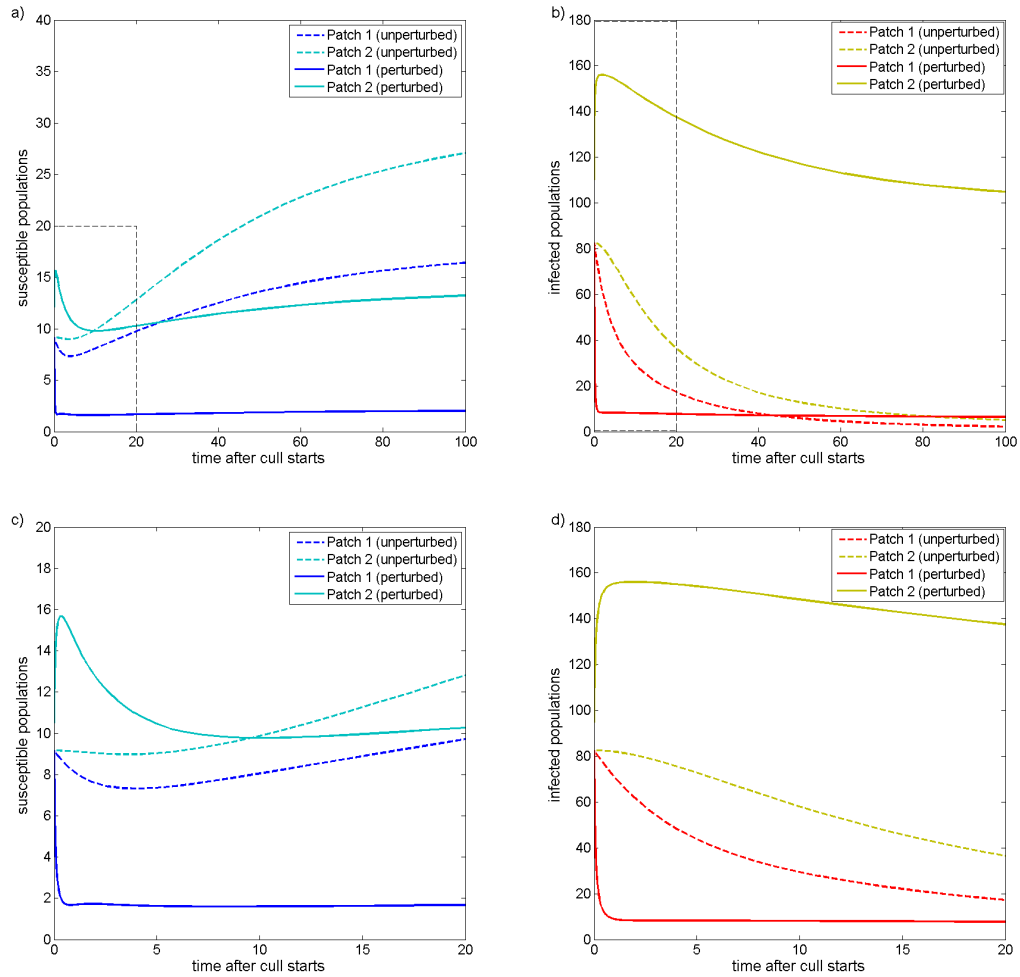 a)
40
35
30
25
20
15
10
5
0
0 20 40 60 80 100
susceptible populations
time after cull starts
Patch 1 (unperturbed)
Patch 2 (unperturbed)
Patch 1 (perturbed)
Patch 2 (perturbed)
b)
180
160
140
120
100
80
60
40
20
0
0 20 40 60 80 100
infected populations
time after cull starts
Patch 1 (unperturbed)
Patch 2 (unperturbed)
Patch 1 (perturbed)
Patch 2 (perturbed)
c)
20
18
16
14
12
10
8
6
4
2
0
0 5 10 15 20
susceptible populations
time after cull starts
Patch 1 (unperturbed)
Patch 2 (unperturbed)
Patch 1 (perturbed)
Patch 2 (perturbed)
d)
180
160
140
120
100
80
60
40
20
0
0 5 10 15 20
infected populations
time after cull starts
Patch 1 (unperturbed)
Patch 2 (unperturbed)
Patch 1 (perturbed)
Patch 2 (perturbed)